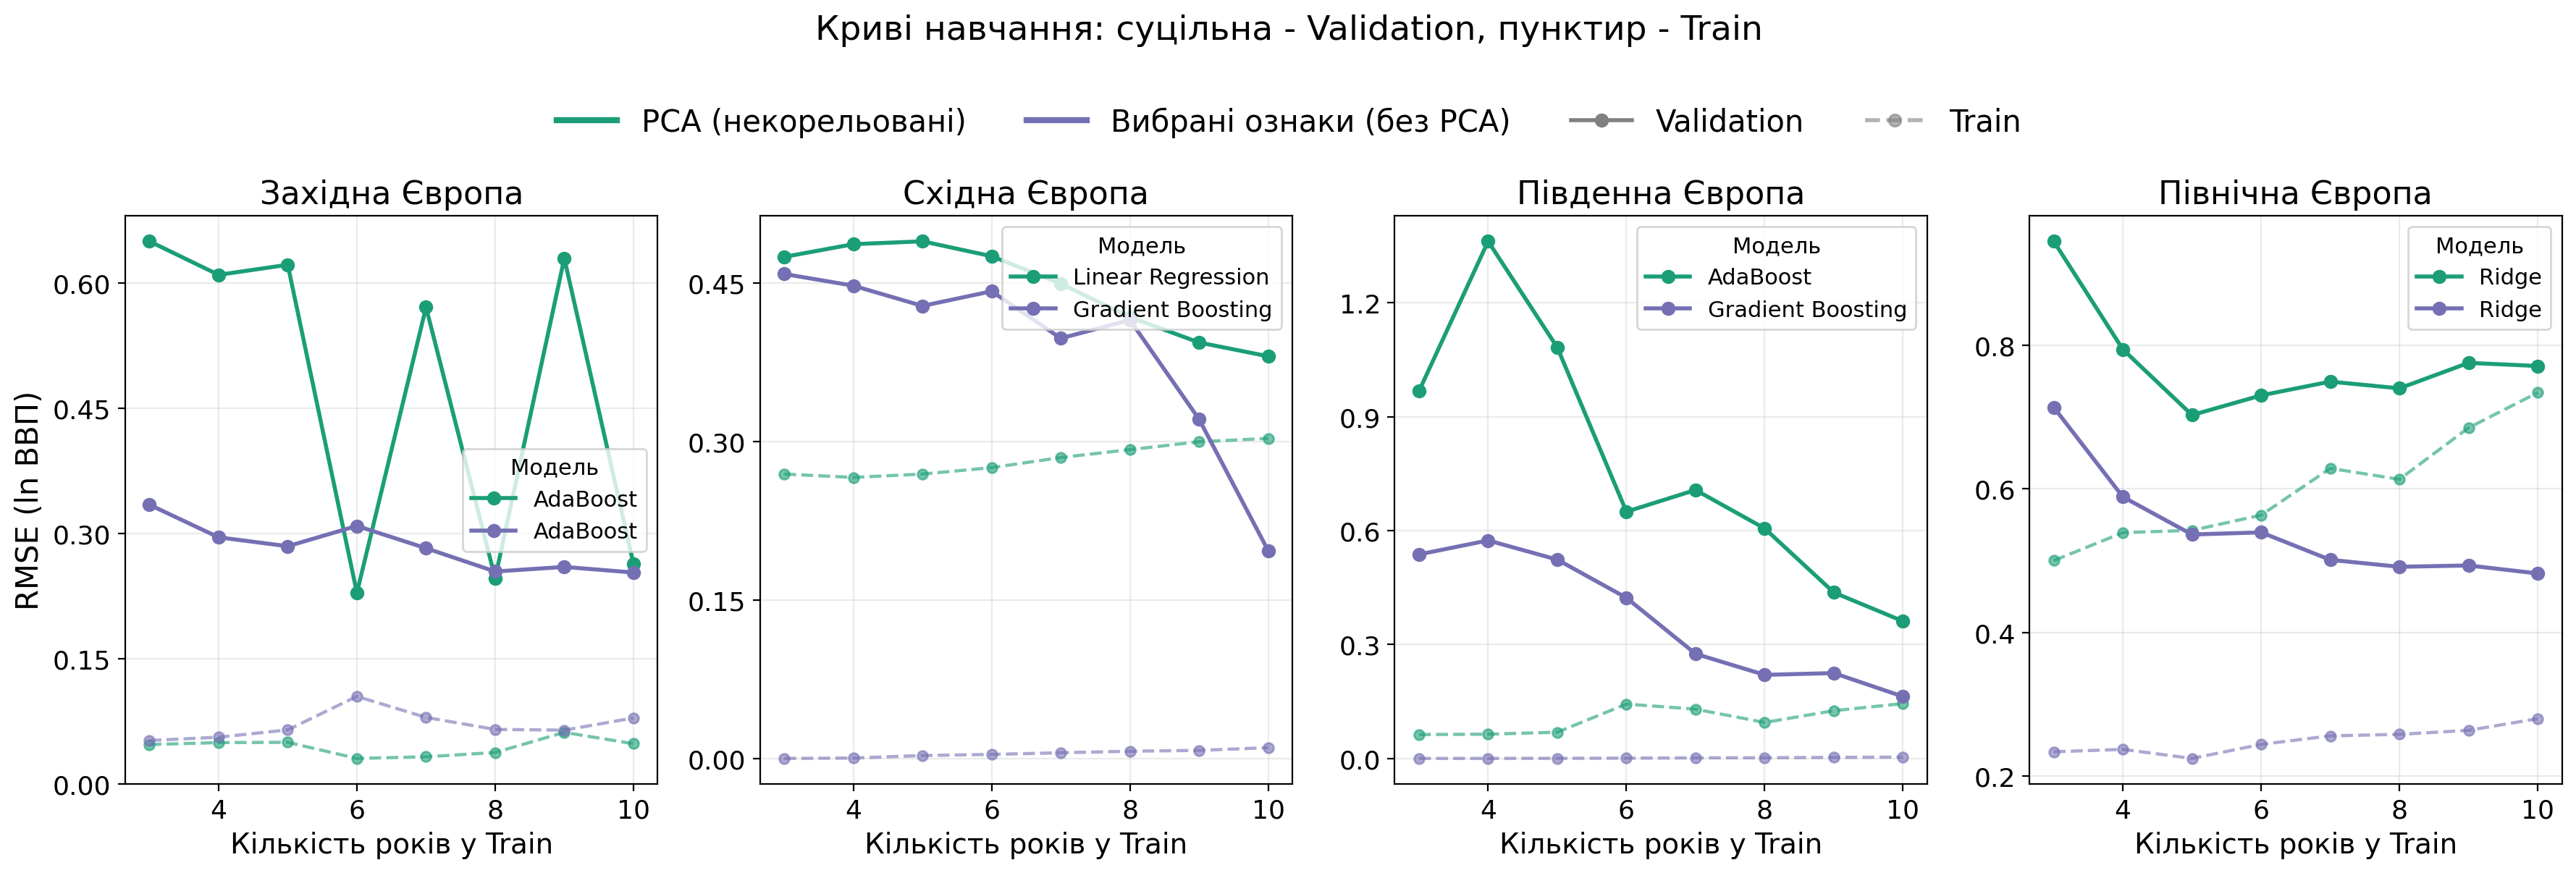 Криві навчання: суцільна - Validation, пунктир - Train
PCA (некорельовані) Вибрані ознаки (без PCA) Validation Train
Західна Європа
RMSE (ln ВВП)
0.60
0.45
0.30
0.15
0.00
Модель
AdaBoost
AdaBoost
4 6 8 10
Кількість років у Train
Східна Європа
0.45
0.30
0.15
0.00
Модель
Linear Regression
Gradient Boosting
4 6 8 10
Кількість років у Train
Південна Європа
1.2
0.9
0.6
0.3
0.0
Модель
AdaBoost
Gradient Boosting
4 6 8 10
Кількість років у Train
Північна Європа
0.8
0.6
0.4
0.2
Модель
Ridge
Ridge
4 6 8 10
Кількість років у Train